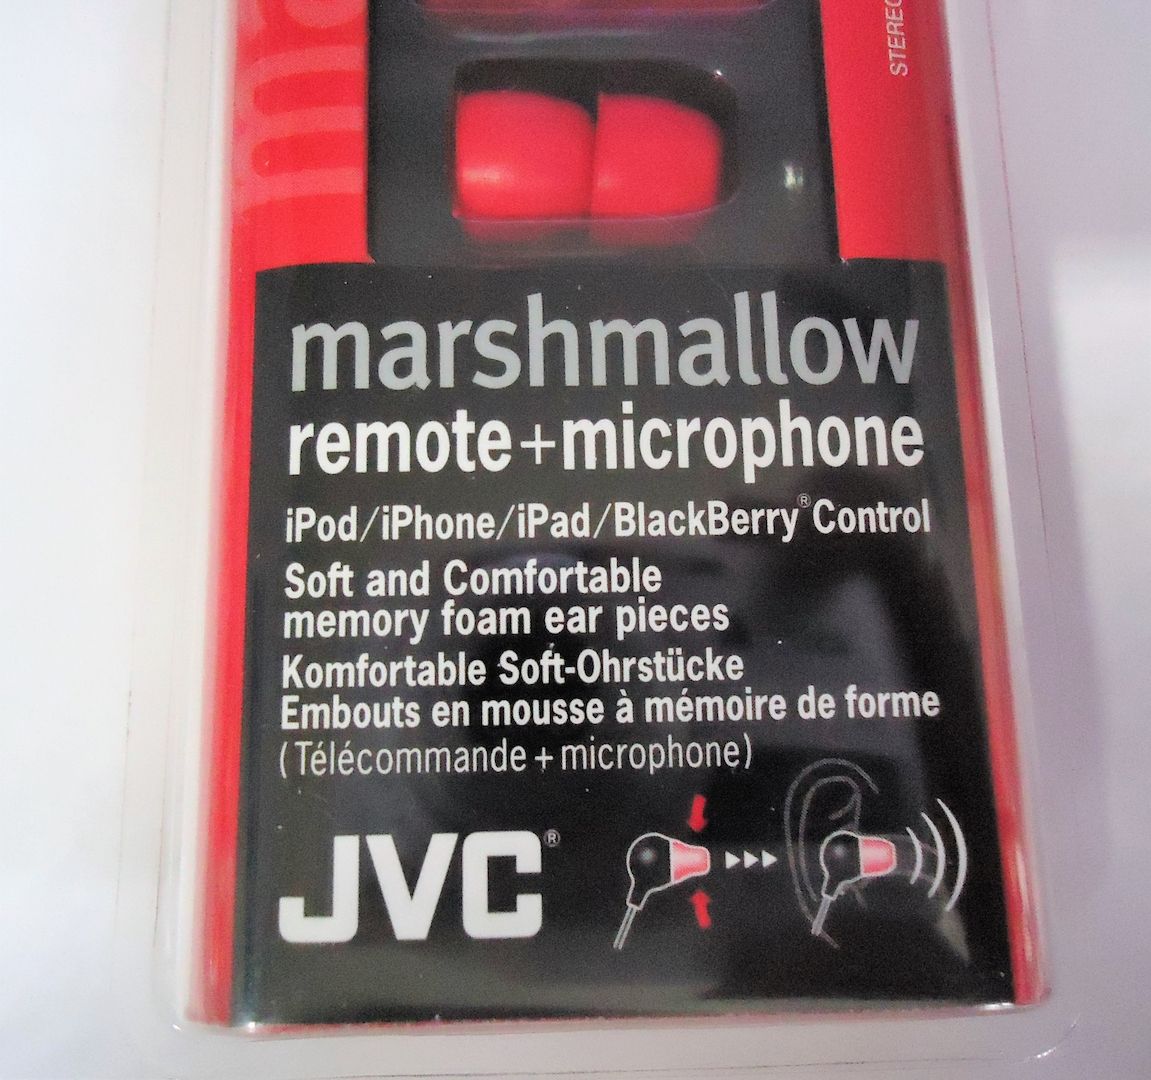 marshmallow
remote+microphone
iPod/iPhone/iPad/BlackBerry® Control
Soft and Comfortable
memory foam ear pieces
Komfortable Soft-Ohrstücke
Embouts en mousse à mémoire de forme
(Télécommande+microphone)
JVC®